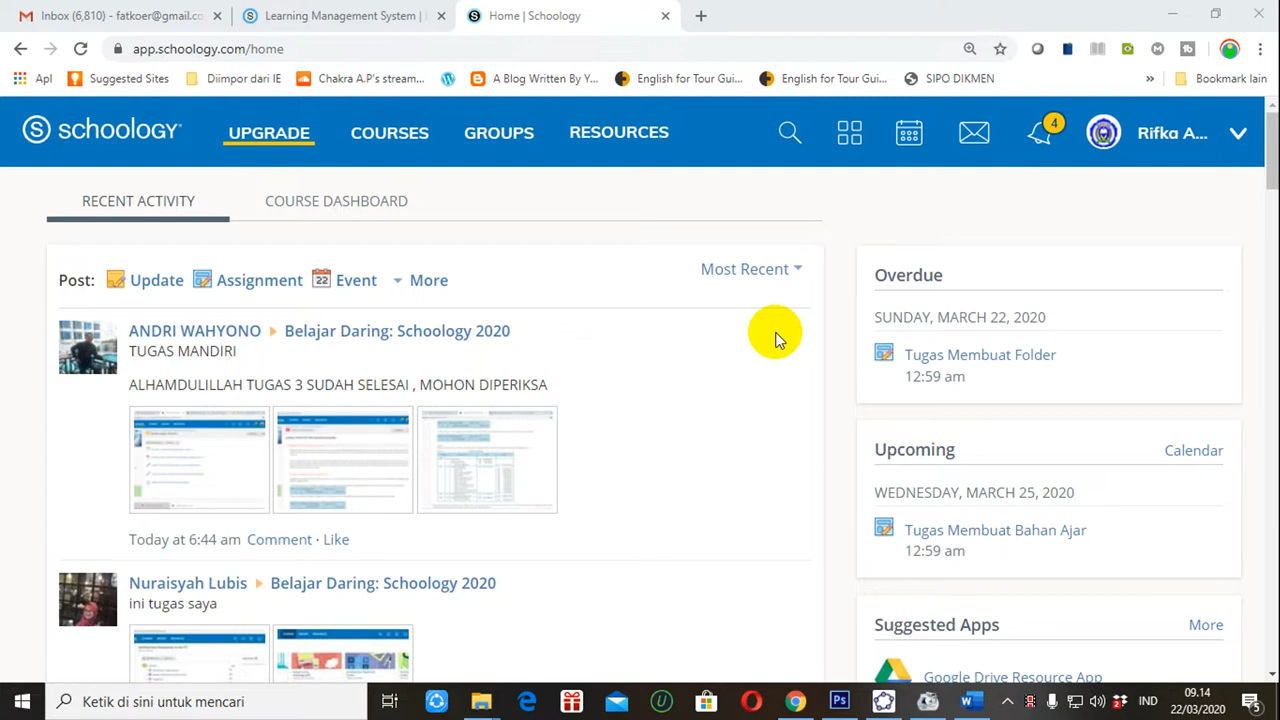 Inbox (6,810) - fatkoer@gmail.co
Learning Management System |
Home | Schoology
app.schoology.com/home
Apl
Suggested Sites
Diimpor dari IE
Chakra A.P's stream...
A Blog Written By Y...
English for Tour Gui...
English for Tour Gui...
SIPO DIKMEN
»
Bookmark lain
S schoology
UPGRADE
COURSES
GROUPS
RESOURCES
4
Rifka A...
RECENT ACTIVITY
COURSE DASHBOARD
Post:
Update
Assignment
22
Event
More
Most Recent
ANDRI WAHYONO Belajar Daring: Schoology 2020
TUGAS MANDIRI
ALHAMDULILLAH TUGAS 3 SUDAH SELESAI , MOHON DIPERIKSA
Today at 6:44 am Comment · Like
Nuraisyah Lubis Belajar Daring: Schoology 2020
ini tugas saya
Overdue
SUNDAY, MARCH 22, 2020
Tugas Membuat Folder
12:59 am
Upcoming
Calendar
WEDNESDAY, MARCH 25, 2020
Tugas Membuat Bahan Ajar
12:59 am
Suggested Apps
More
Google Drive Resource App
Ketik di sini untuk mencari
IND
09.14
22/03/2020
5